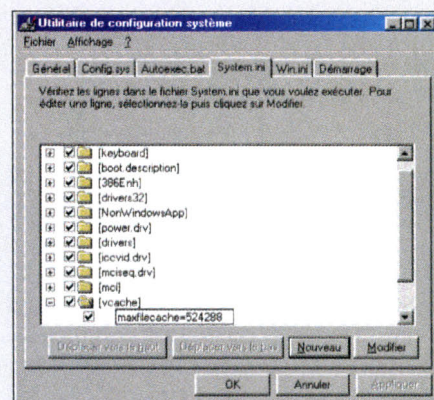 Utilitaire de configuration système
Fichier Affichage ?
Général Config.sys Autoexec.bat System.ini Win.ini Démarrage
Vérifiez les lignes dans le fichier System.ini que vous voulez exécuter. Pour
éditer une ligne, sélectionnez-la puis cliquez sur Modifier.
[keyboard]
[boot.description]
[386Enh]
[drivers32]
[NonWindowsApp]
[power.drv]
[drivers]
[iccvid.drv]
[mciseq.drv]
[mci]
[vcache]
maxfilecache=524288
Déplacer vers le haut Déplacer vers le bas Nouveau Modifier
OK Annuler Appliquer